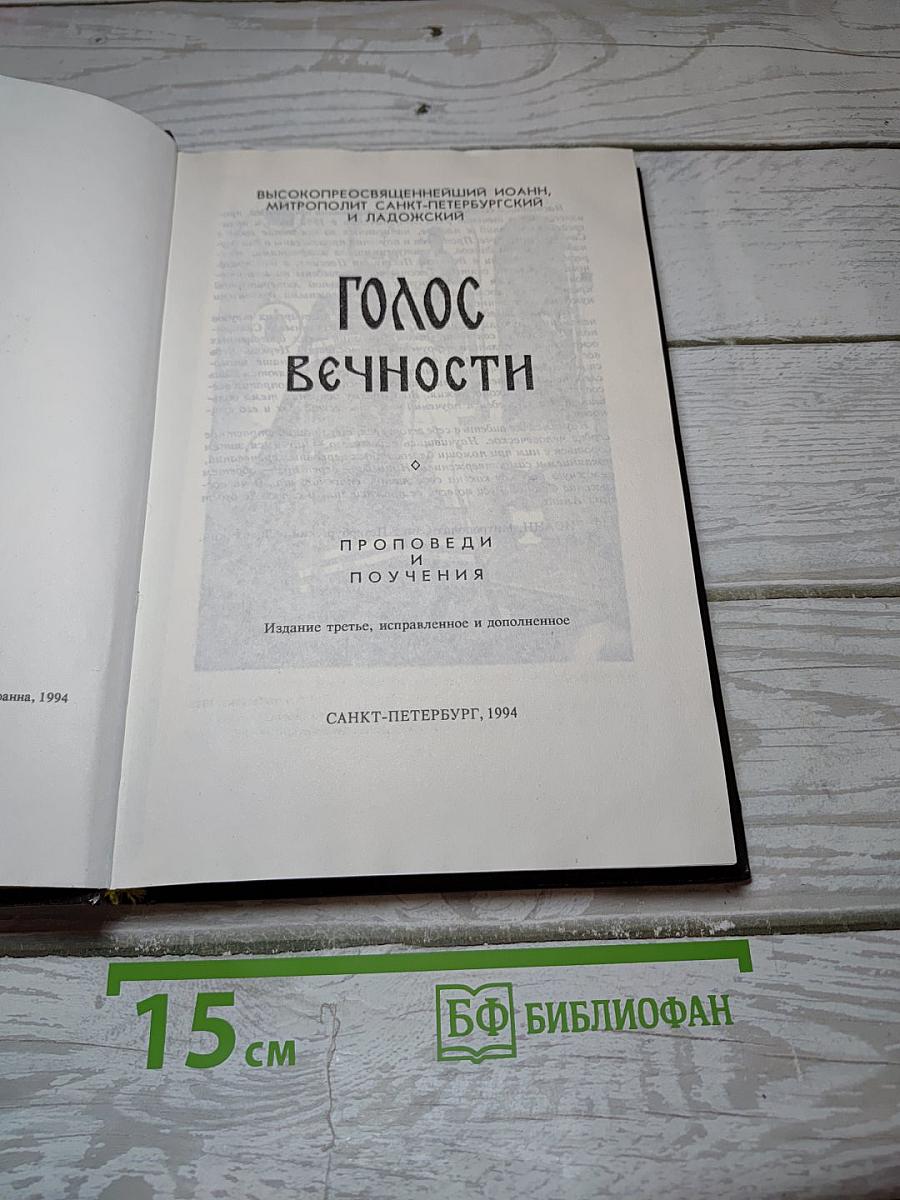 ВЫСОКОПРЕОСВЯЩЕННЕЙШИЙ ИОАНН,
МИТРОПОЛИТ САНКТ-ПЕТЕРБУРГСКИЙ
И ЛАДОЖСКИЙ
ГОЛОС
ВЕЧНОСТИ
ПРОПОВЕДИ
И
ПОУЧЕНИЯ
Издание третье, исправленное и дополненное
1994
САНКТ-ПЕТЕРБУРГ, 1994
15 см
БФ БИБЛИОФАН